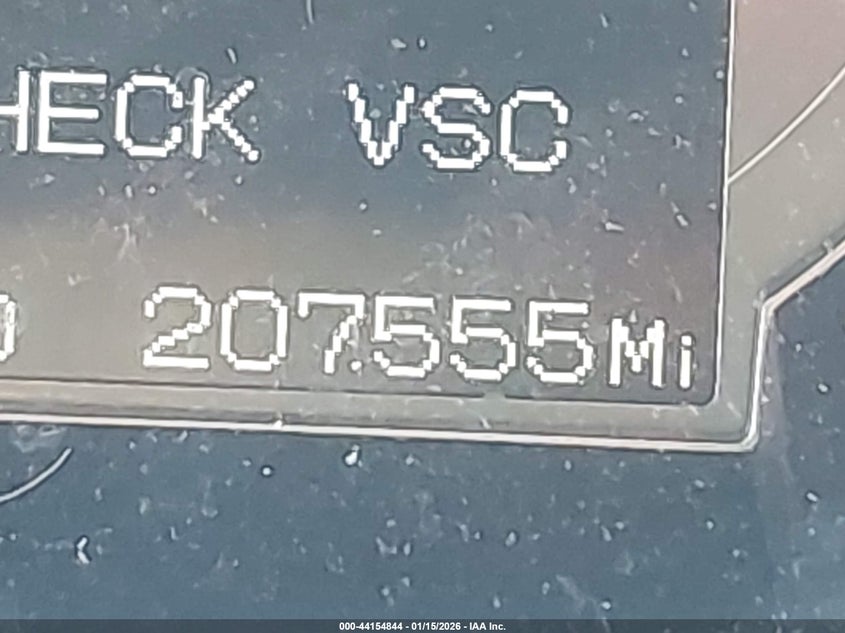 HECK VSC
207555Mi
000-44154844 - 01/15/2026 - IAA Inc.